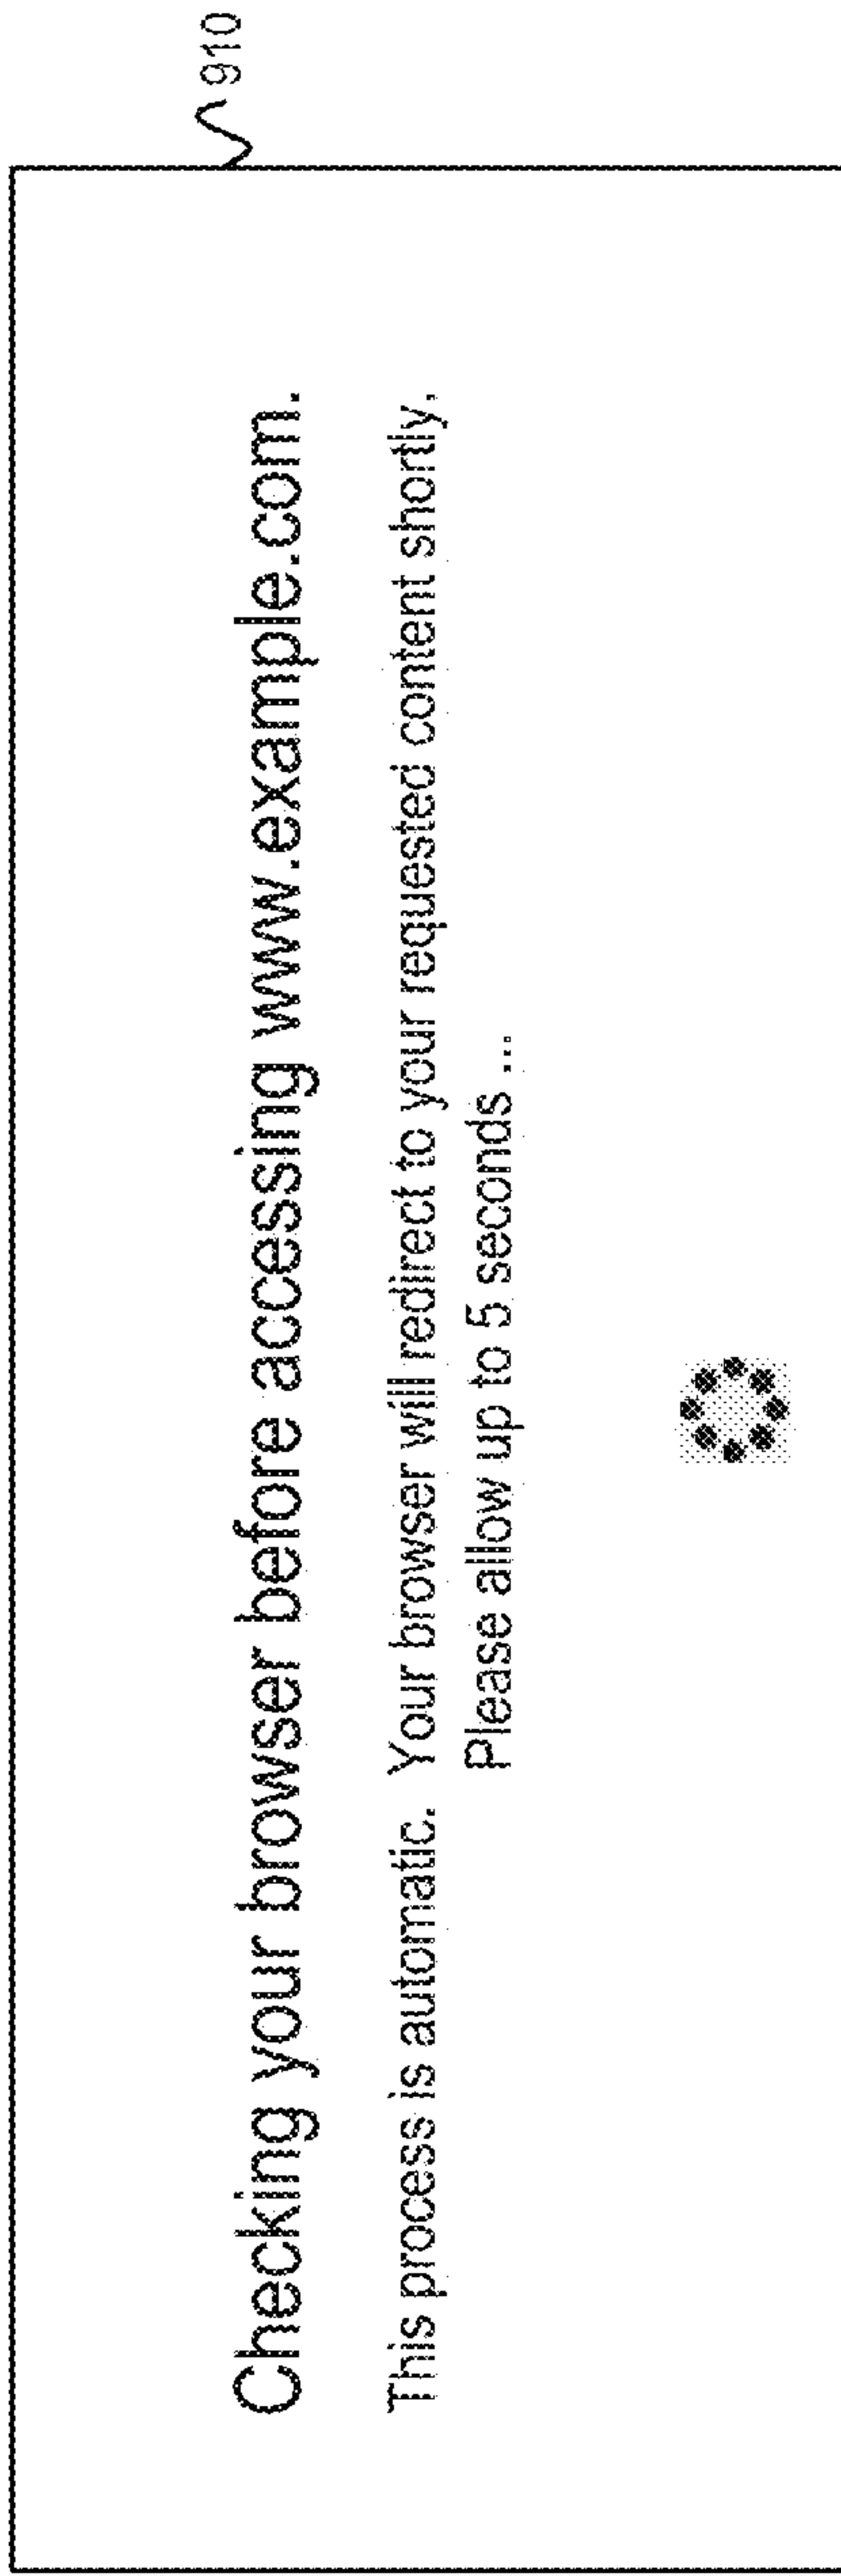 Checking your browser before accessing www.example.com.
This process is automatic.  Your browser will redirect to your requested content shortly,
Please allow up to 5 seconds ...
910